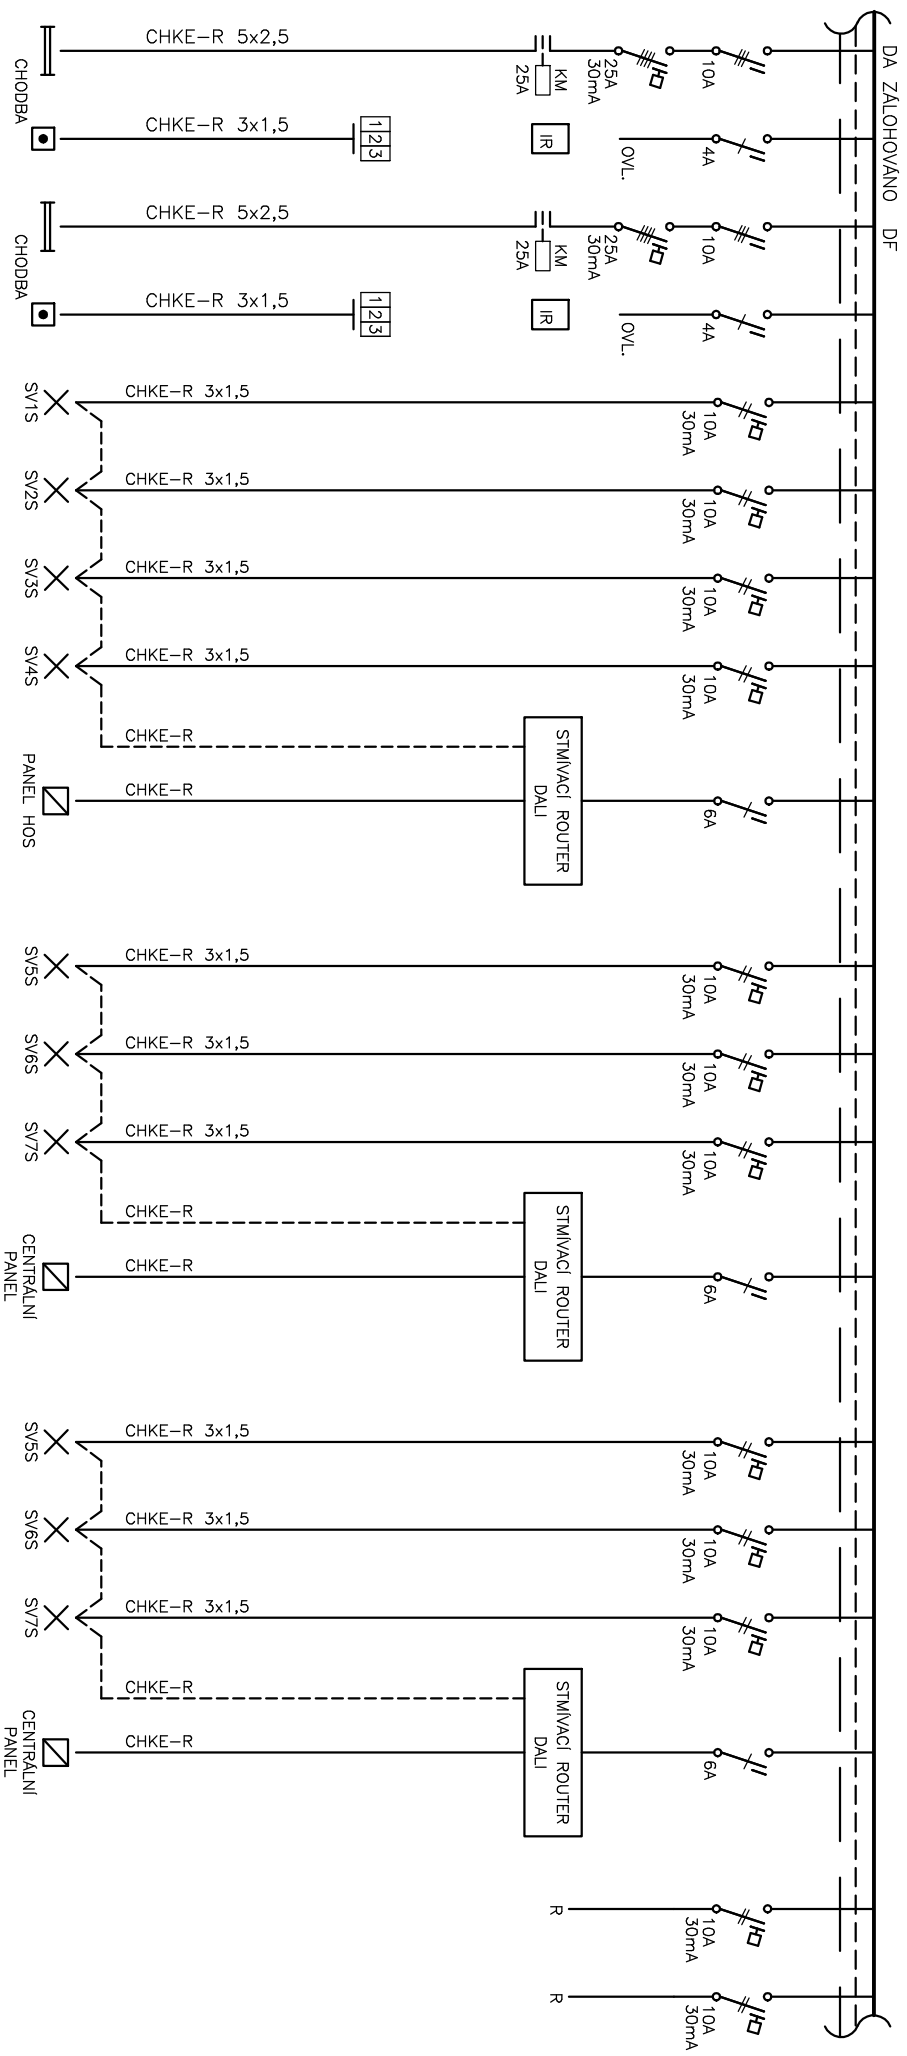 DA ZÁLOHOVÁNO DF
10A
25A
30mA
KM
25A
CHKE-R 5x2,5
CHODBA
4A
OVL.
IR
1 2 3
CHKE-R 3x1,5
10A
25A
30mA
KM
25A
CHKE-R 5x2,5
CHODBA
4A
OVL.
IR
1 2 3
CHKE-R 3x1,5
10A
30mA
CHKE-R 3x1,5
SV1S
10A
30mA
CHKE-R 3x1,5
SV2S
10A
30mA
CHKE-R 3x1,5
SV3S
10A
30mA
CHKE-R 3x1,5
SV4S
CHKE-R
6A
STMÍVACÍ ROUTER
DALI
CHKE-R
PANEL HOS
10A
30mA
CHKE-R 3x1,5
SV5S
10A
30mA
CHKE-R 3x1,5
SV6S
10A
30mA
CHKE-R 3x1,5
SV7S
CHKE-R
6A
STMÍVACÍ ROUTER
DALI
CHKE-R
CENTRÁLNÍ
PANEL
10A
30mA
CHKE-R 3x1,5
SV5S
10A
30mA
CHKE-R 3x1,5
SV6S
10A
30mA
CHKE-R 3x1,5
SV7S
CHKE-R
6A
STMÍVACÍ ROUTER
DALI
CHKE-R
CENTRÁLNÍ
PANEL
10A
30mA
R
10A
30mA
R